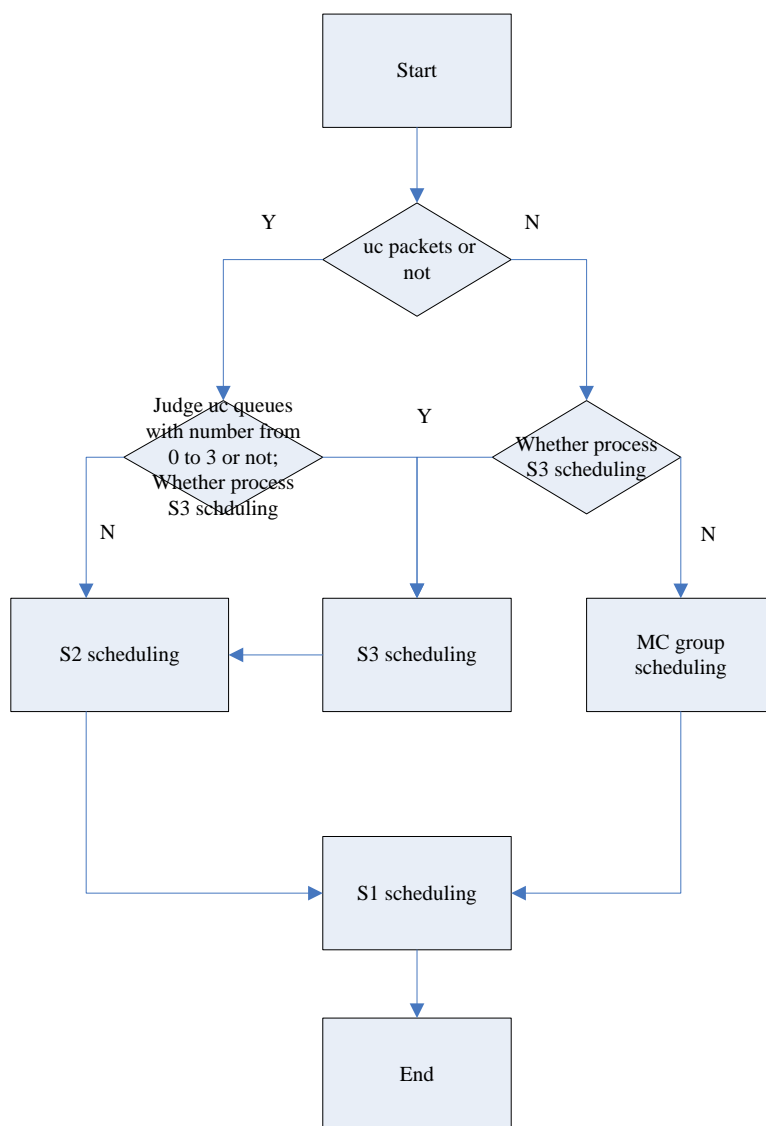 Start
Y
N
uc packets or
not
Judge uc queues
with number from
0 to 3 or not;
Whether process
S3 schduling
Y
Whether process
S3 scheduling
N
N
S2 scheduling
S3 scheduling
MC group
scheduling
S1 scheduling
End